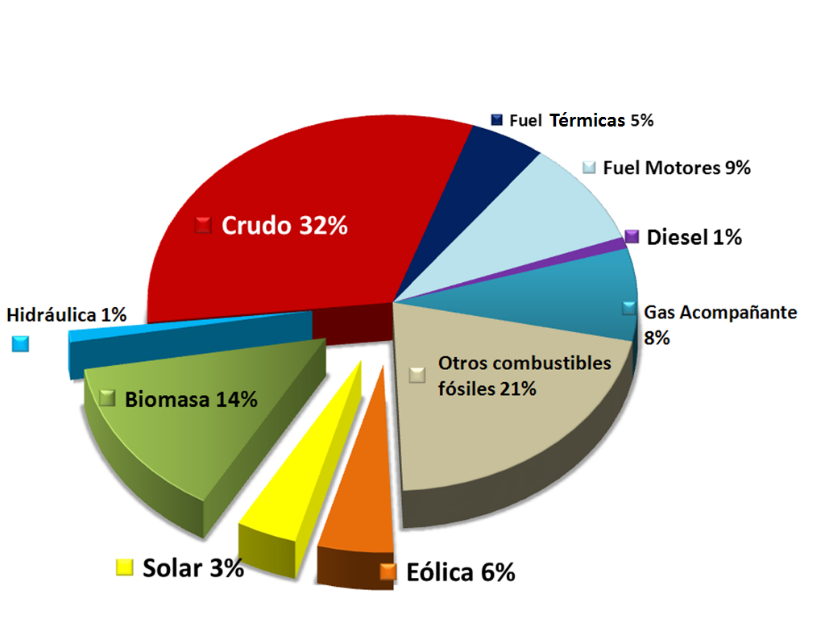 Fuel Térmicas 5%
Fuel Motores 9%
Crudo 32%
Diesel 1%
Hidráulica 1%
Gas Acompañante
8%
Otros combustibles
fósiles 21%
Biomasa 14%
Solar 3%
Eólica 6%